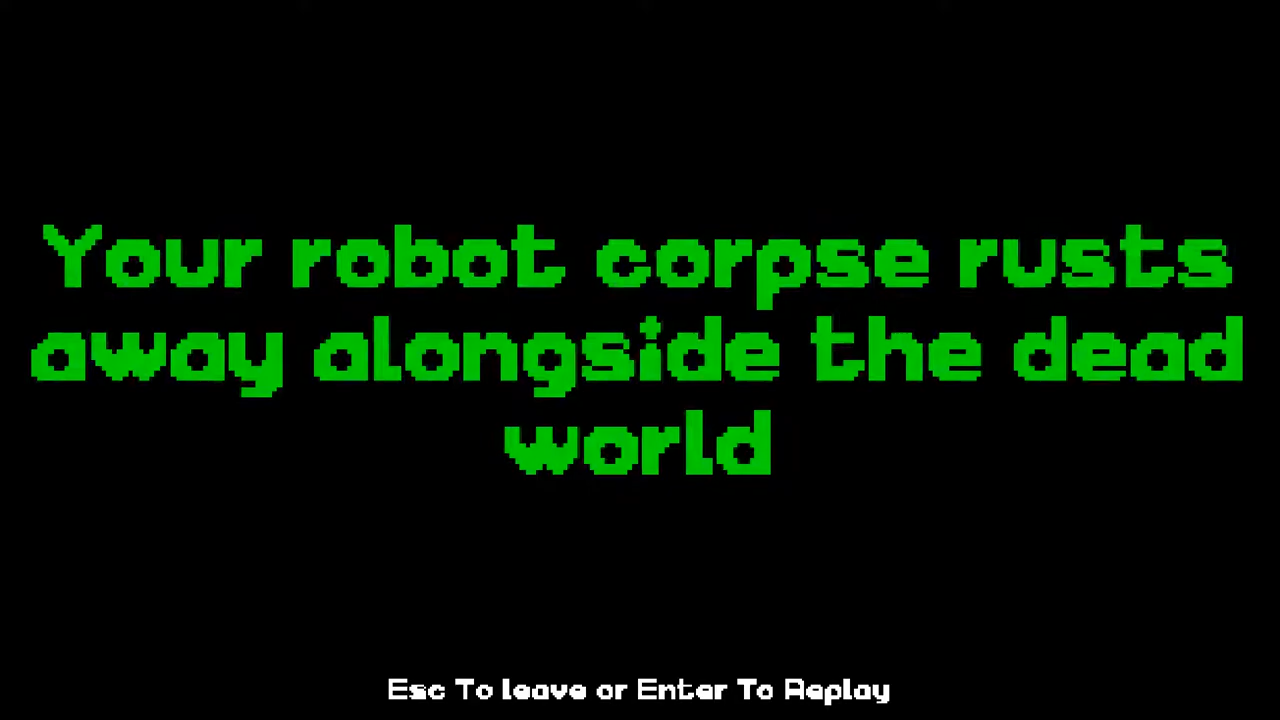 Your robot corpse rusts
away alongside the dead
world
Esc To leave or Enter To Replay